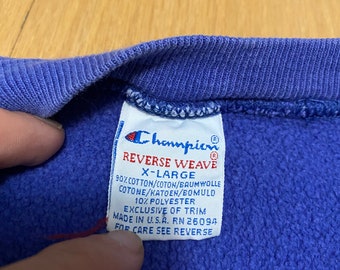 Champion®
REVERSE WEAVE®
X-LARGE
90% COTTON/COTON/BAUMWOLLE
COTONE/KATOEN/BOMULD
10% POLYESTER
EXCLUSIVE OF TRIM
MADE IN U.S.A. RN 26094
FOR CARE SEE REVERSE